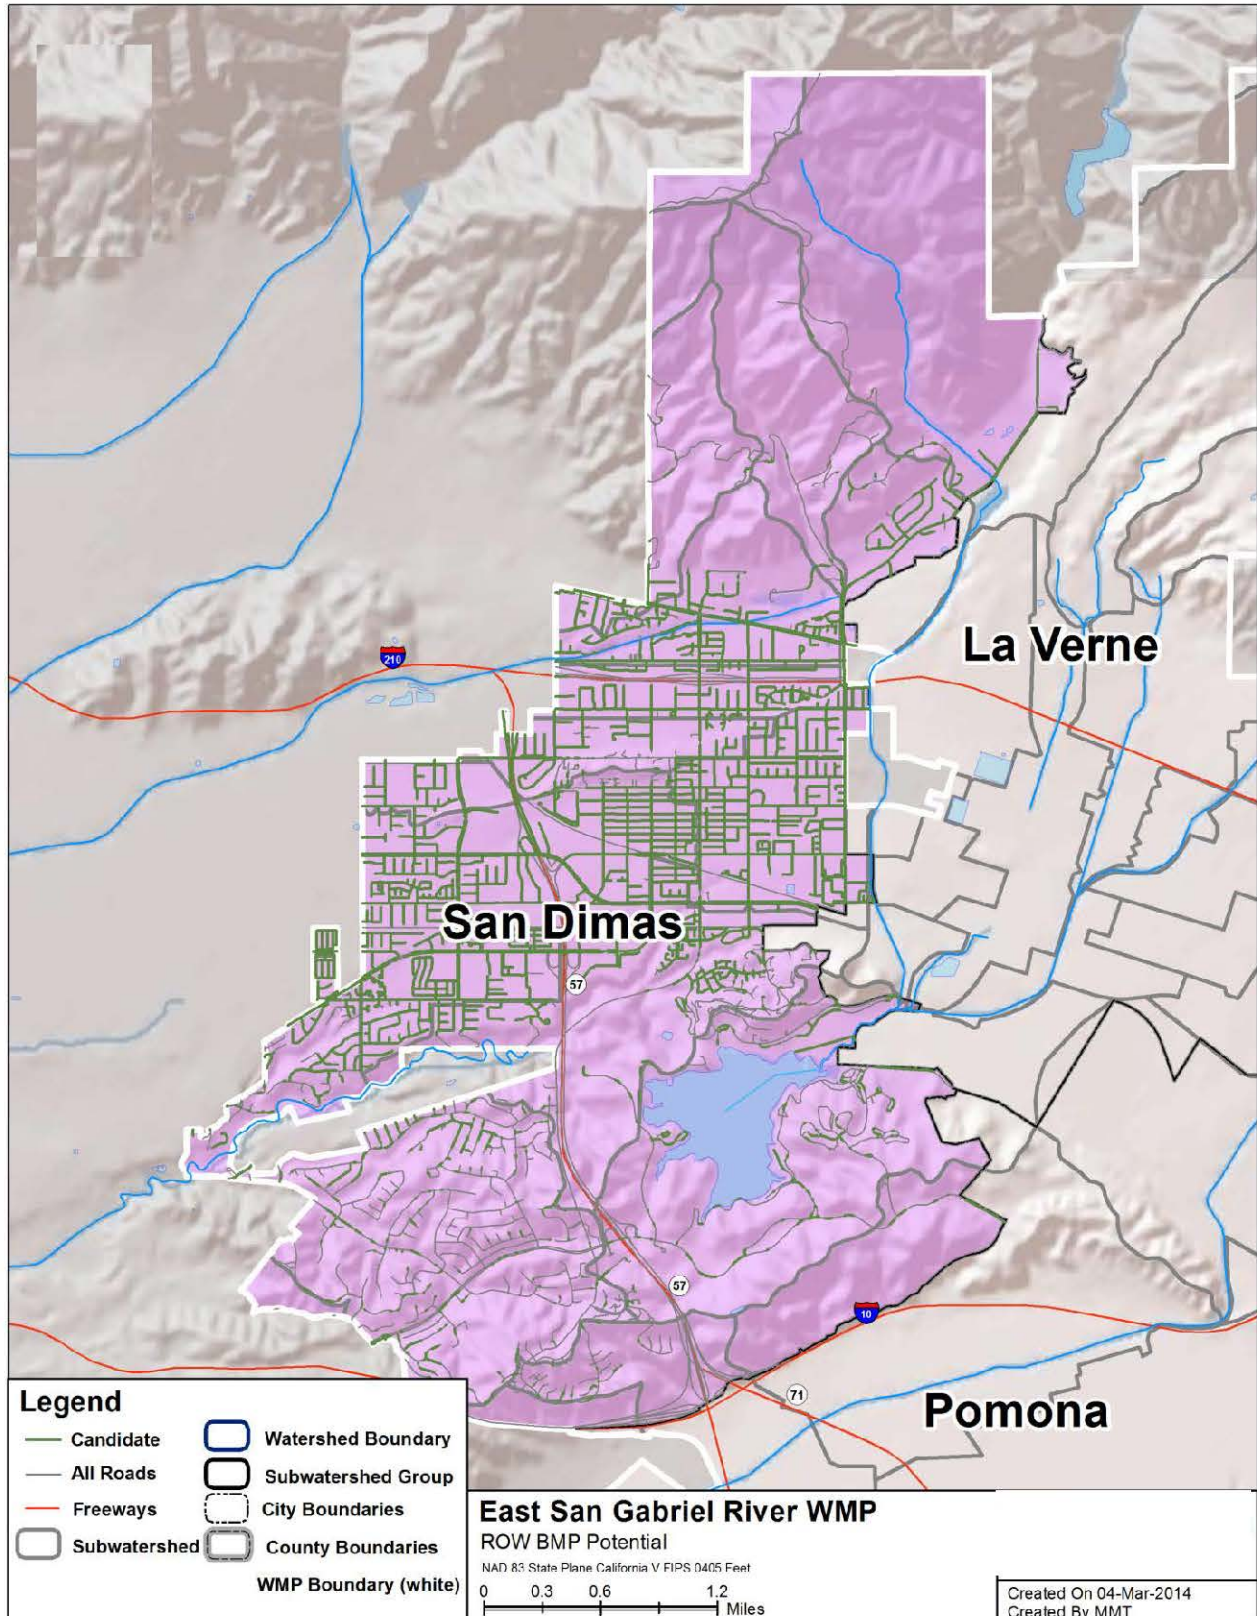 210
La Verne
San Dimas
57
57
10
71
Pomona
Legend
Candidate
All Roads
Freeways
Subwatershed
Watershed Boundary
Subwatershed Group
City Boundaries
County Boundaries
WMP Boundary (white)
East San Gabriel River WMP
ROW BMP Potential
NAD 83 State Plane California V FIPS 0405 Feet
0 0.3 0.6 1.2
Miles
Created On 04-Mar-2014
Created By MMT